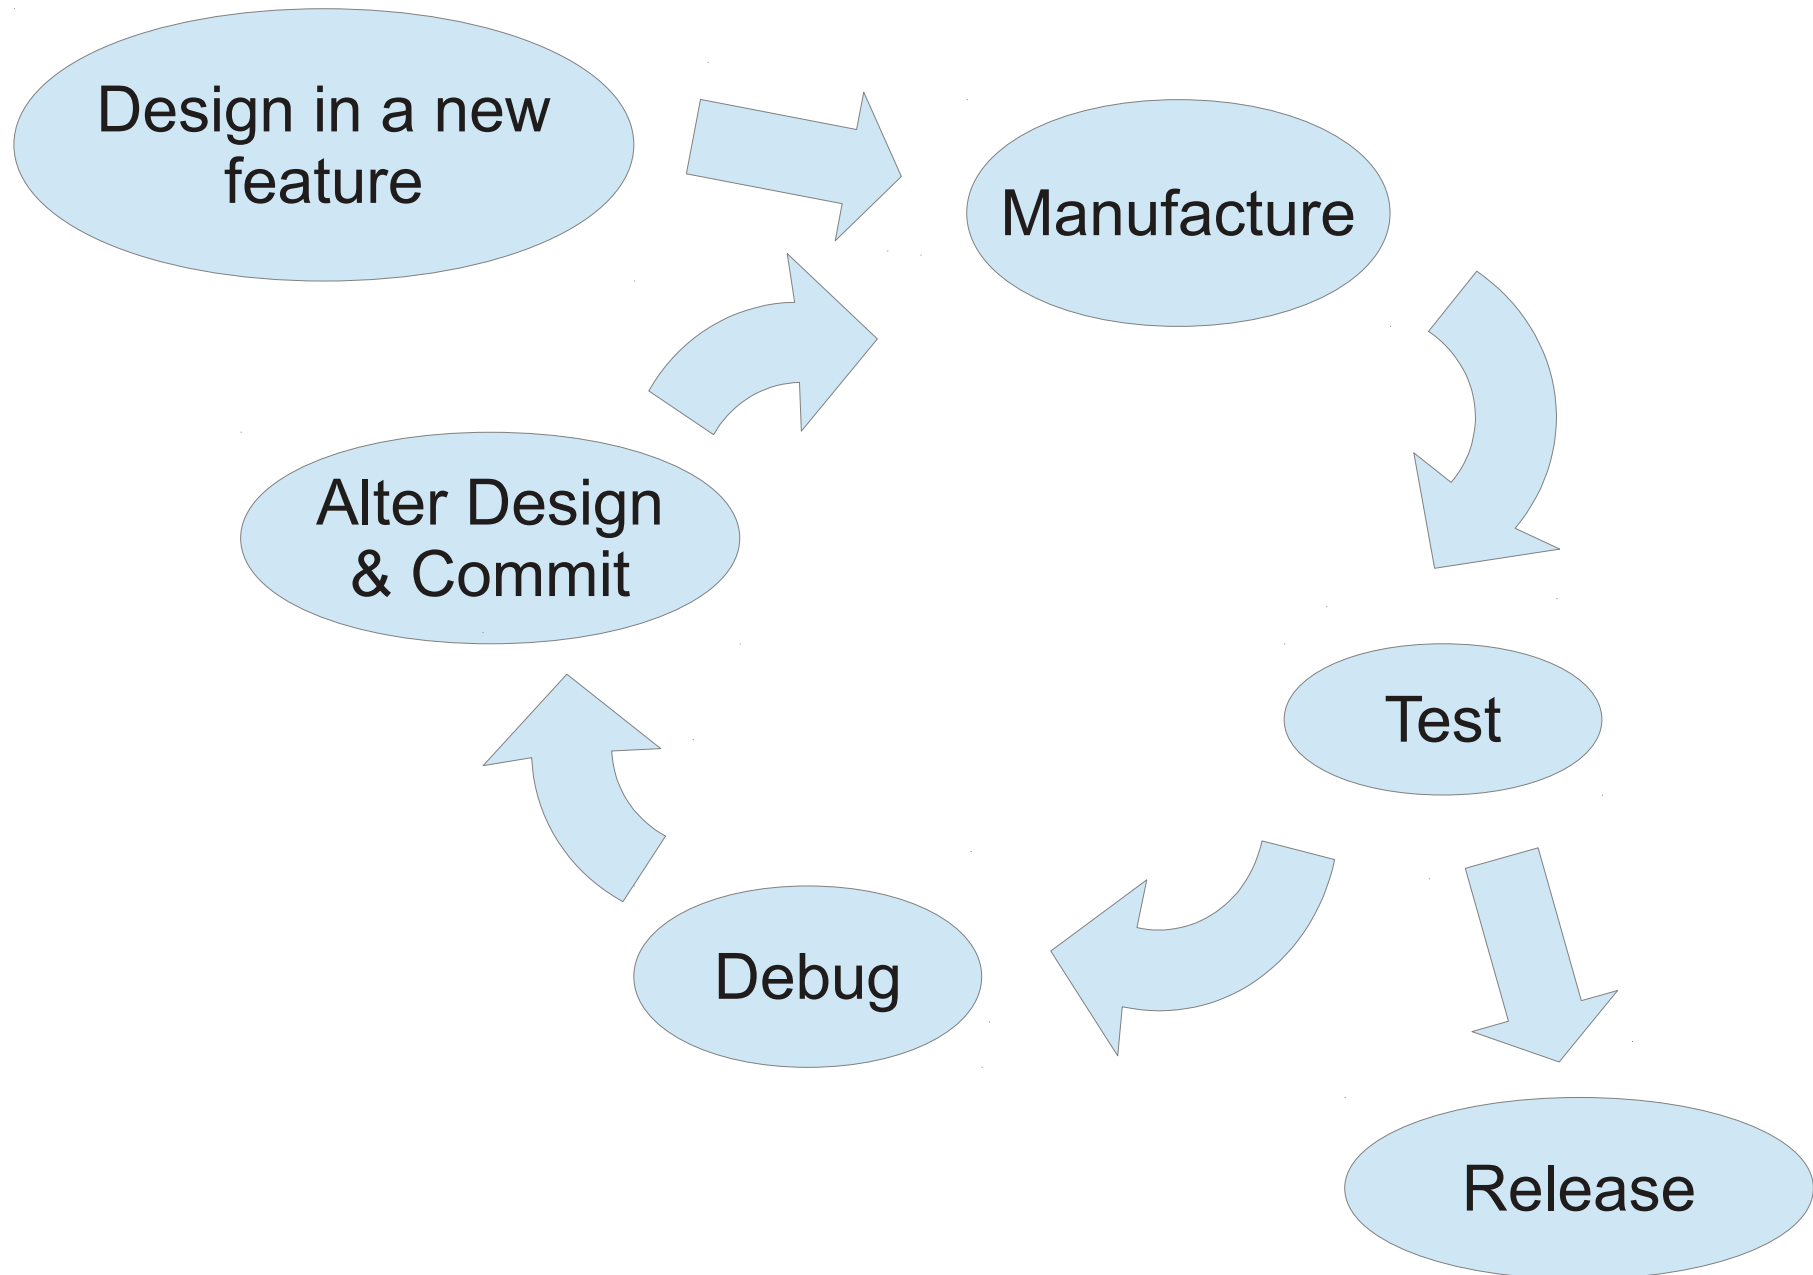 Design in a new
feature
Manufacture
Alter Design
& Commit
Test
Debug
Release